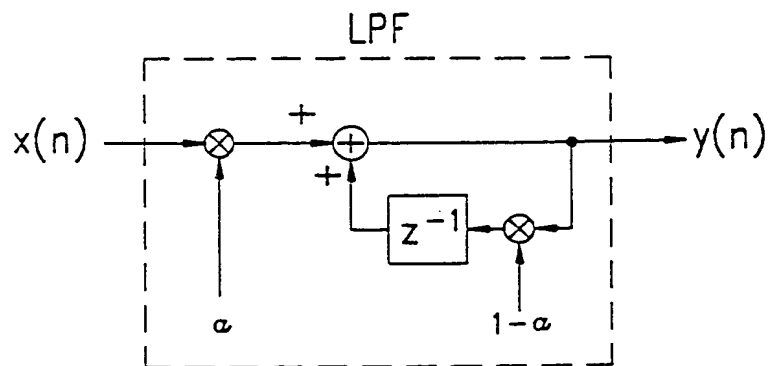 LPF
x(n)
+
+
+
y(n)
z⁻¹
a
1-a